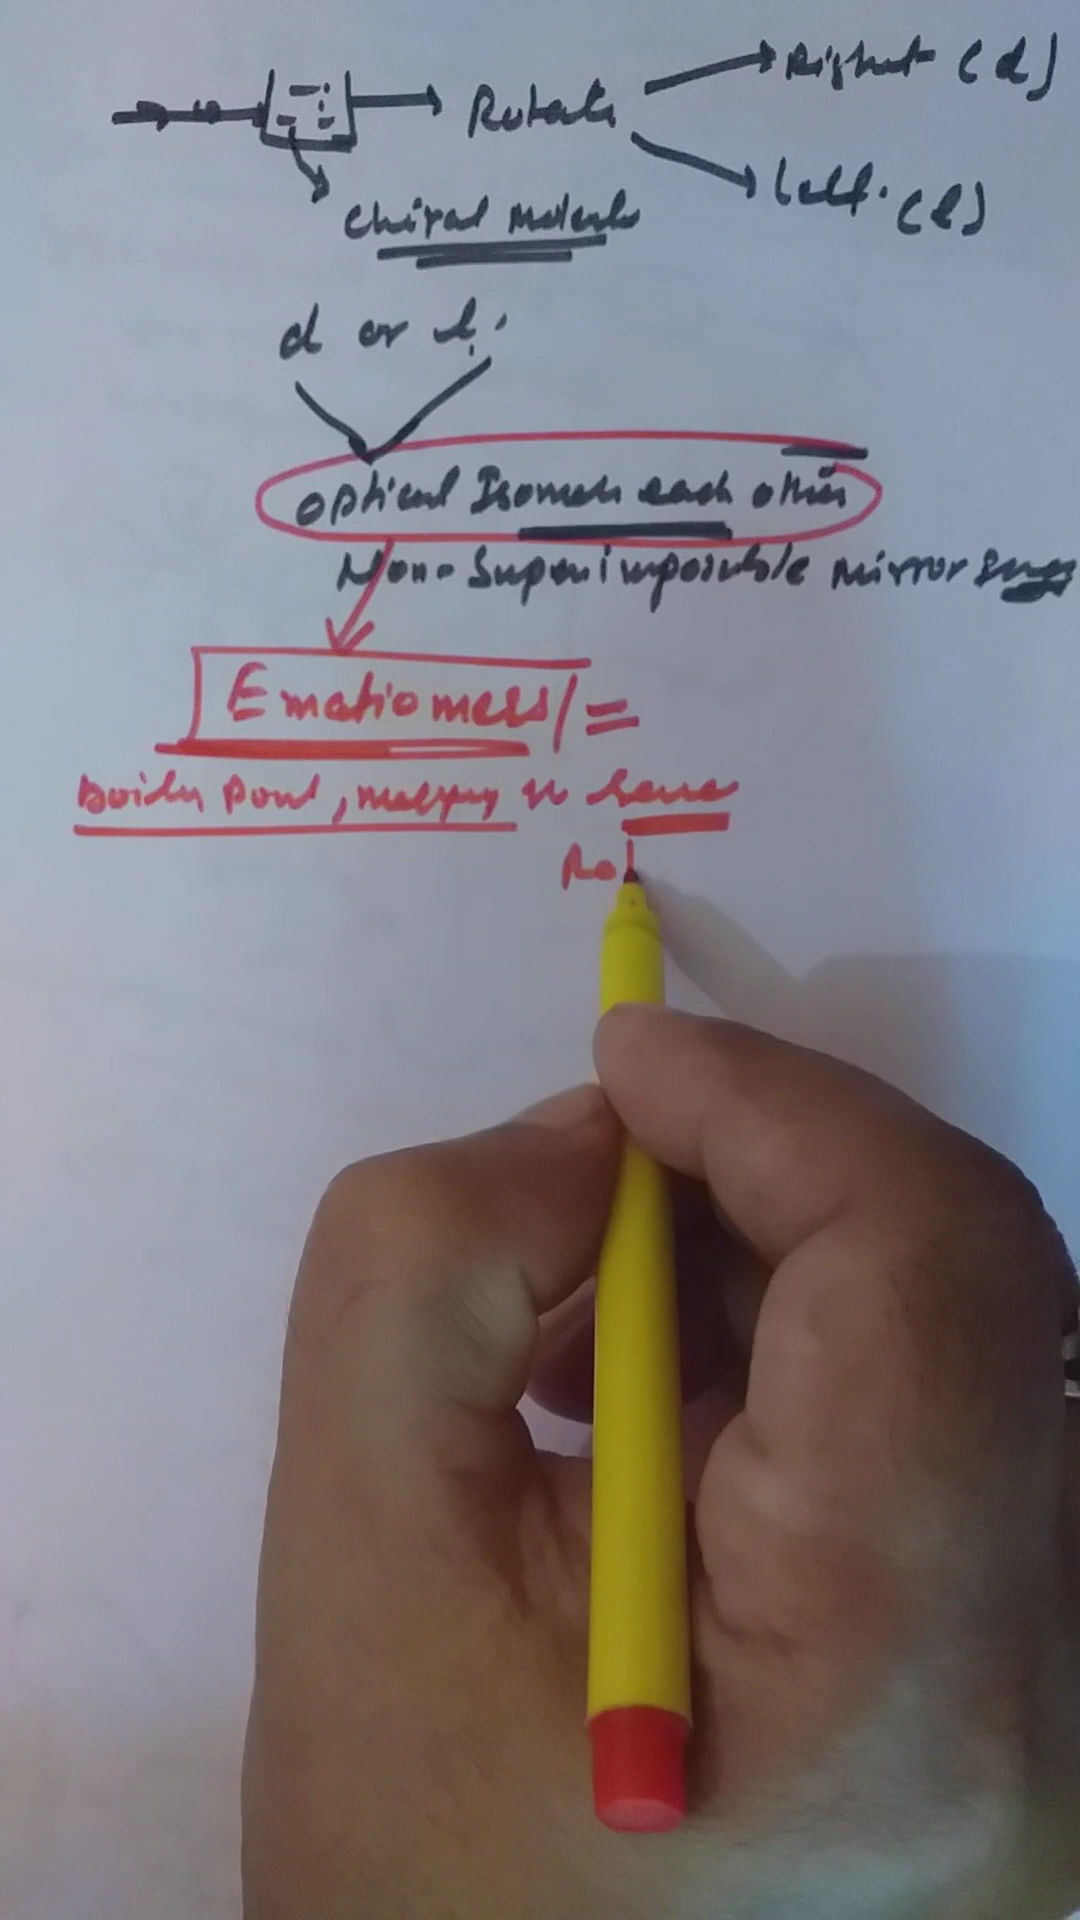 Rotate
Right (d)
Left. (l)
Chiral Molecule
d or l.
Optical Isomers each other
Non-Superimposable mirror
Enatiomers =
Boiling Point, melting is same
Rot